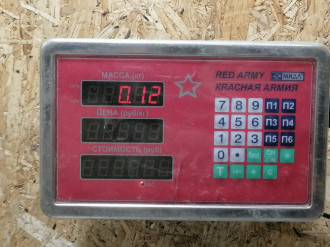 МАССА (кг)
0.12
RED ARMY МИДЛ
КРАСНАЯ АРМИЯ
ЦЕНА (руб/кг)
СТОИМОСТЬ (руб)
7 8 9 П1 П2
4 5 6 П3 П4
1 2 3 П5 П6
0 •
T C